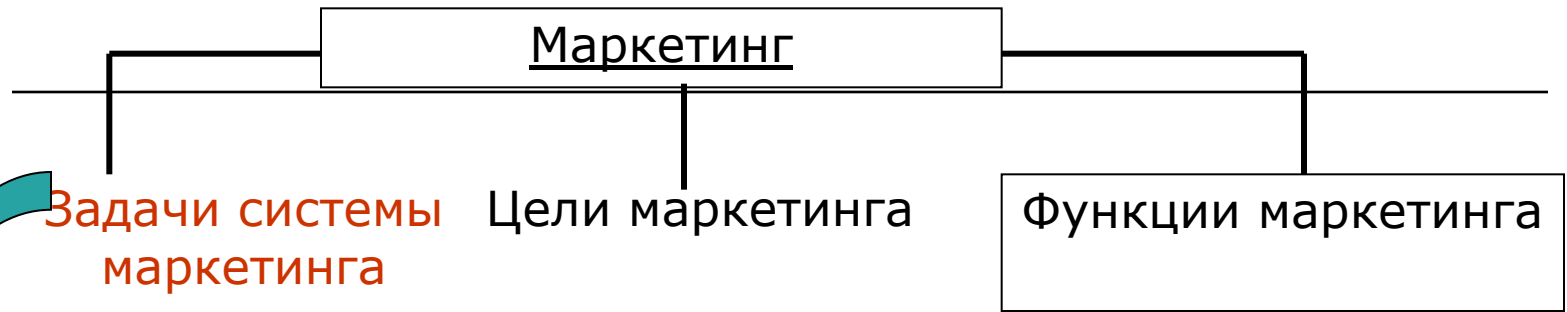 Маркетинг
Задачи системы
маркетинга
Цели маркетинга
Функции маркетинга